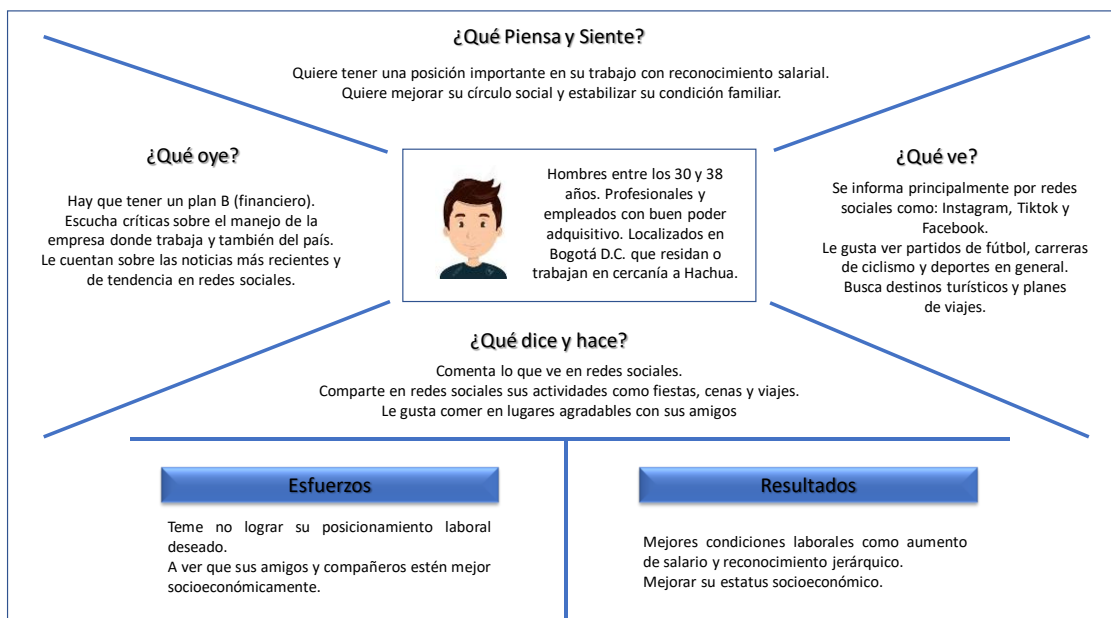 ¿Qué Piensa y Siente?
Quiere tener una posición importante en su trabajo con reconocimiento salarial.
Quiere mejorar su círculo social y estabilizar su condición familiar.
¿Qué oye?
Hay que tener un plan B (financiero).
Escucha críticas sobre el manejo de la
empresa donde trabaja y también del país.
Le cuentan sobre las noticias más recientes y
de tendencia en redes sociales.
Hombres entre los 30 y 38
años. Profesionales y
empleados con buen poder
adquisitivo. Localizados en
Bogotá D.C. que residan o
trabajan en cercanía a Hachua.
¿Qué ve?
Se informa principalmente por redes
sociales como: Instagram, Tiktok y
Facebook.
Le gusta ver partidos de fútbol, carreras
de ciclismo y deportes en general.
Busca destinos turísticos y planes
de viajes.
¿Qué dice y hace?
Comenta lo que ve en redes sociales.
Comparte en redes sociales sus actividades como fiestas, cenas y viajes.
Le gusta comer en lugares agradables con sus amigos
Esfuerzos
Teme no lograr su posicionamiento laboral
deseado.
A ver que sus amigos y compañeros estén mejor
socioeconómicamente.
Resultados
Mejores condiciones laborales como aumento
de salario y reconocimiento jerárquico.
Mejorar su estatus socioeconómico.